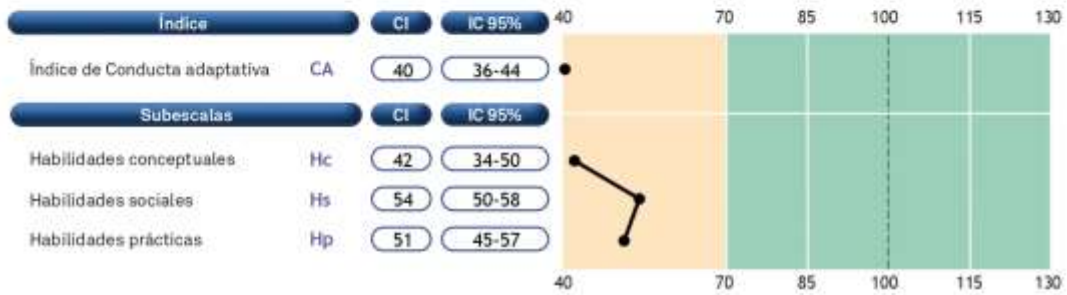 Índice CI IC 95% 40 70 85 100 115 130
Índice de Conducta adaptativa CA 40 36-44
Subescalas CI IC 95%
Habilidades conceptuales Hc 42 34-50
Habilidades sociales Hs 54 50-58
Habilidades prácticas Hp 51 45-57
40 70 85 100 115 130